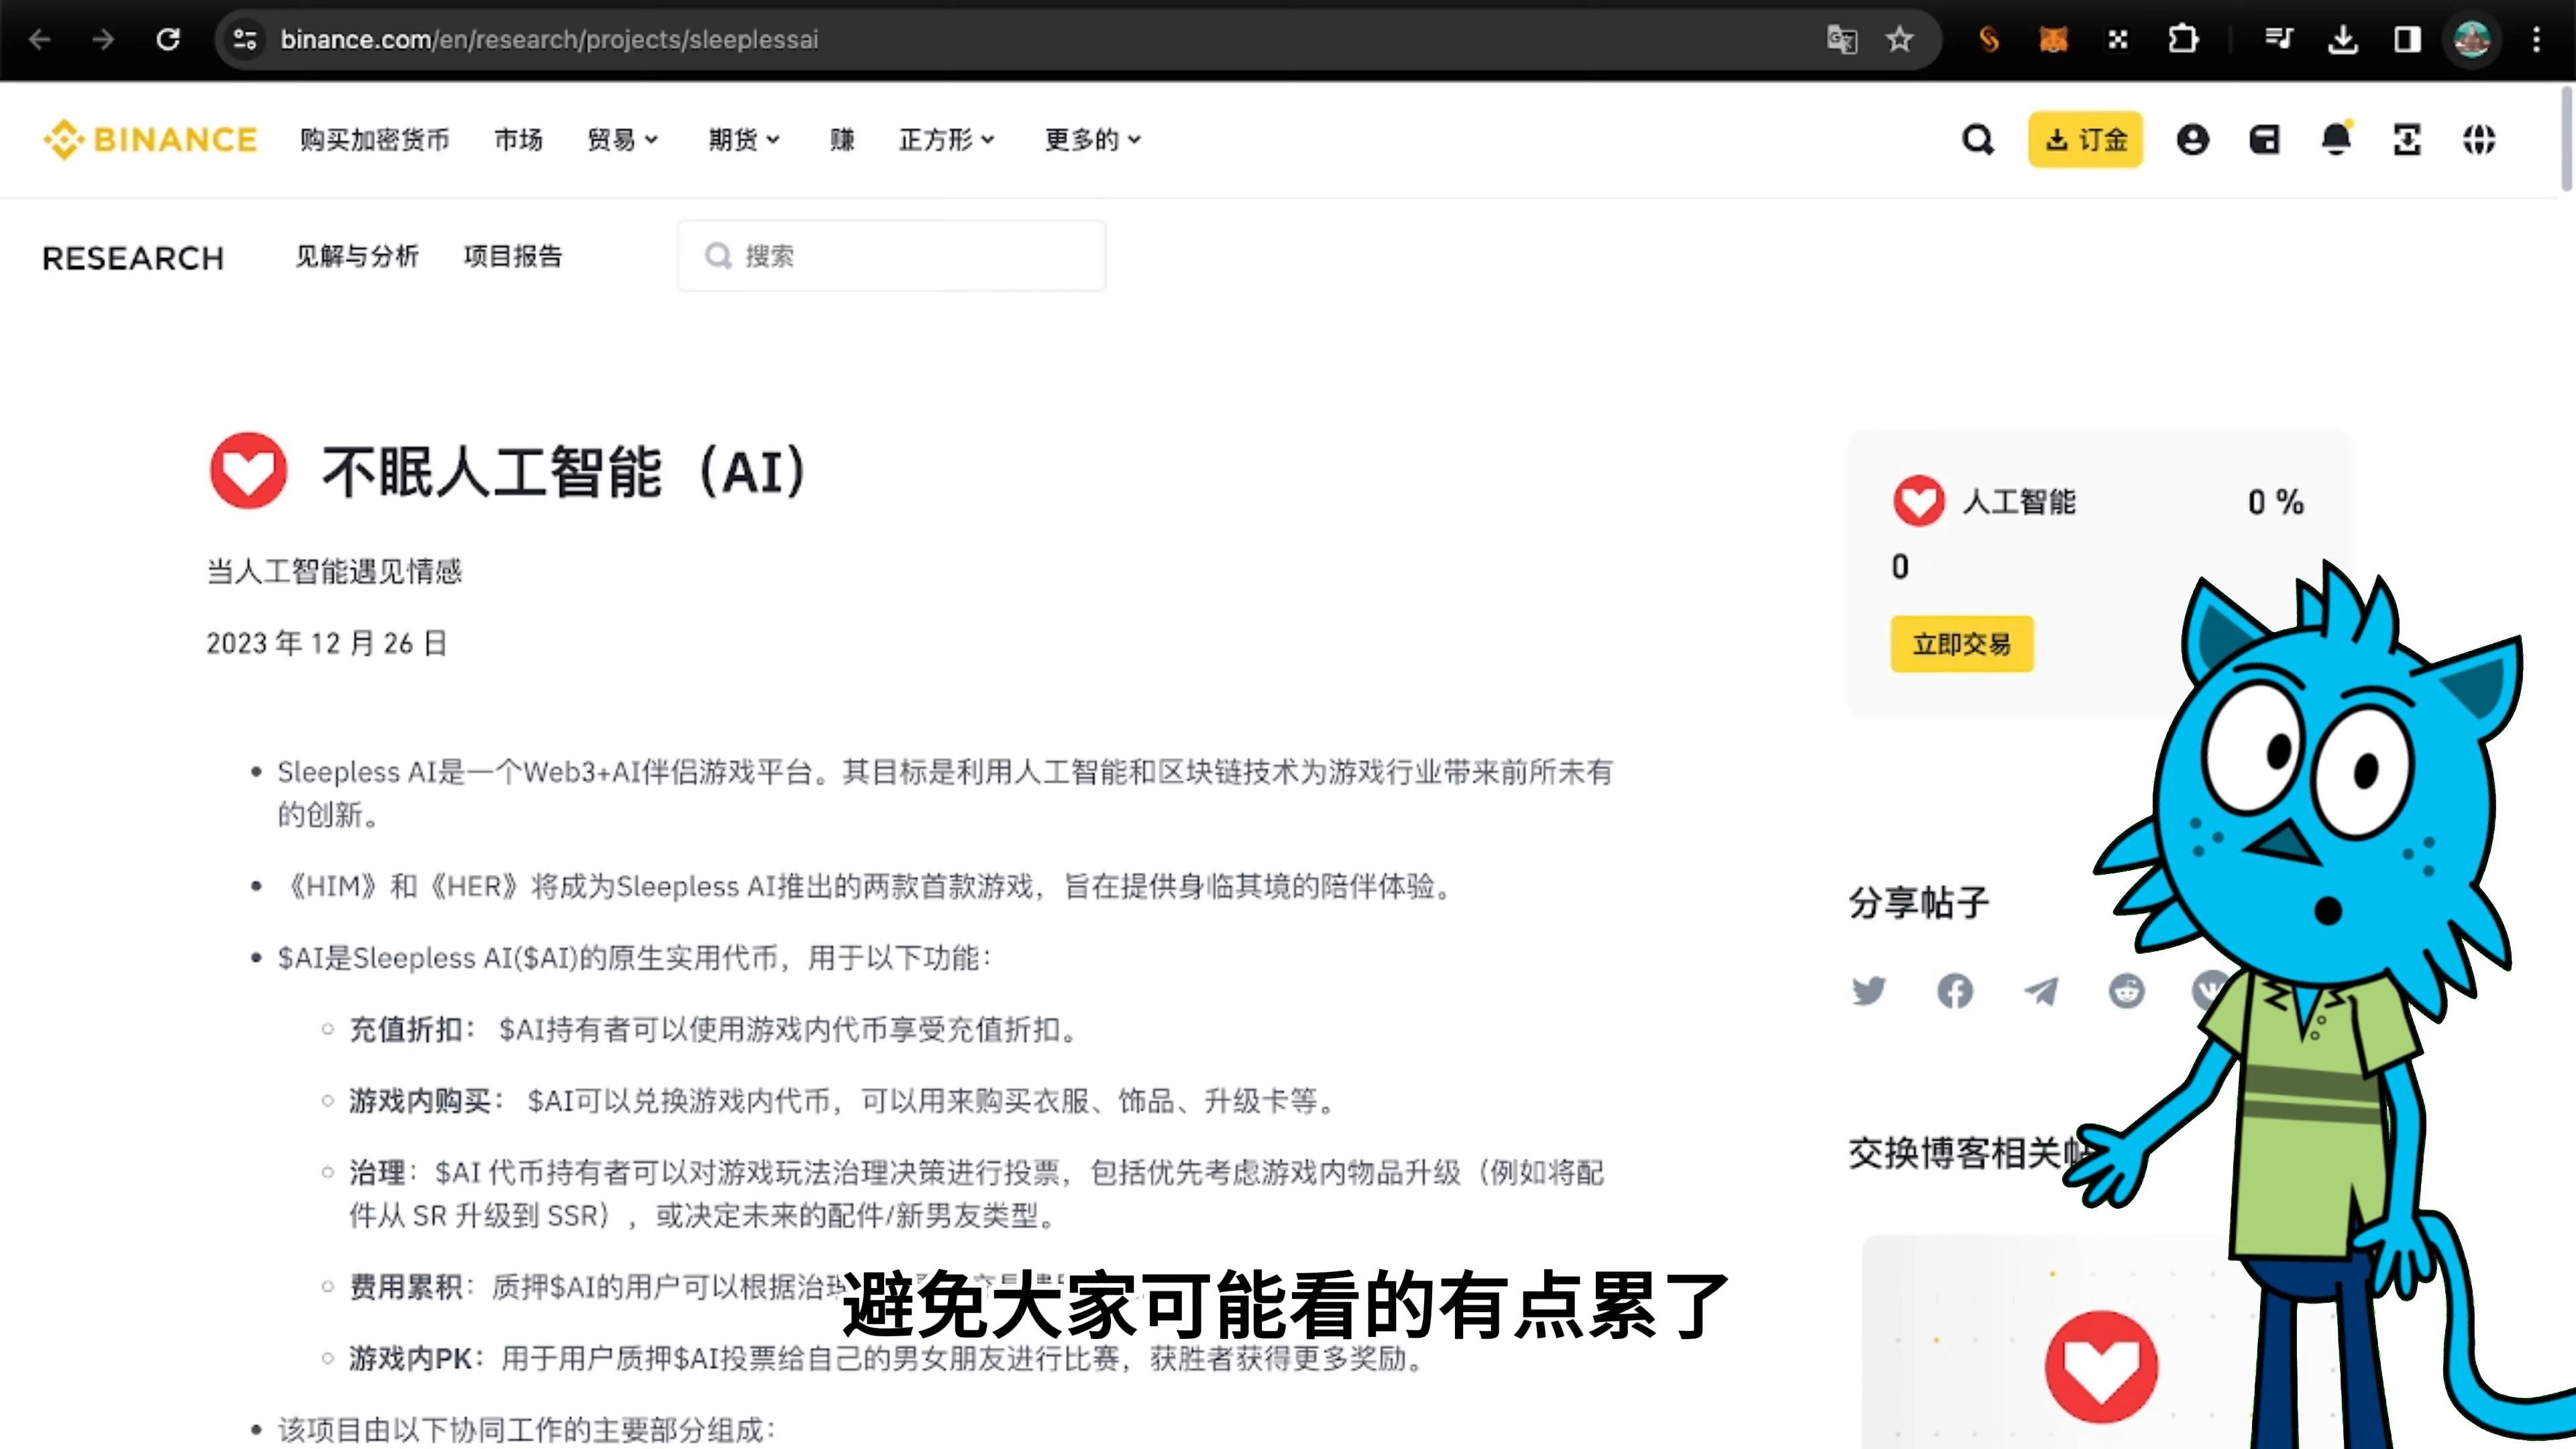 binance.com/en/research/projects/sleeplessai
BINANCE 购买加密货币 市场 贸易 期货 赚 正方形 更多的 订金
RESEARCH 见解与分析 项目报告 搜索
不眠人工智能（AI）
当人工智能遇见情感
2023 年 12 月 26 日
人工智能 0 %
0
立即交易
Sleepless AI是一个Web3+AI伴侣游戏平台。其目标是利用人工智能和区块链技术为游戏行业带来前所未有
的创新。
《HIM》和《HER》将成为Sleepless AI推出的两款首款游戏，旨在提供身临其境的陪伴体验。
$AI是Sleepless AI($AI)的原生实用代币，用于以下功能：
充值折扣： $AI持有者可以使用游戏内代币享受充值折扣。
游戏内购买： $AI可以兑换游戏内代币，可以用来购买衣服、饰品、升级卡等。
治理：$AI 代币持有者可以对游戏玩法治理决策进行投票，包括优先考虑游戏内物品升级（例如将配
件从 SR 升级到 SSR），或决定未来的配件/新男友类型。
费用累积：质押$AI的用户可以根据治
游戏内PK：用于用户质押$AI投票给自己的男女朋友进行比赛，获胜者获得更多奖励。
该项目由以下协同工作的主要部分组成：
分享帖子
交换博客相关帖
避免大家可能看的有点累了